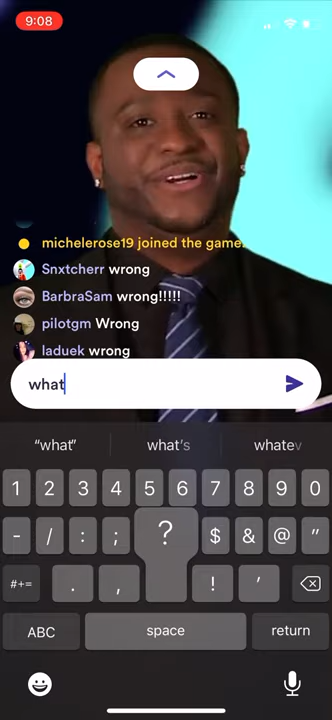 9:08
michelerose19 joined the game.
Snxtcherr wrong
BarbraSam wrong!!!!!
pilotgm Wrong
laduek wrong
what
“what” what’s whatev
1 2 3 4 5 6 7 8 9 0
- / : ; ? $ & @ ”
#+= . , ! ’
ABC space return